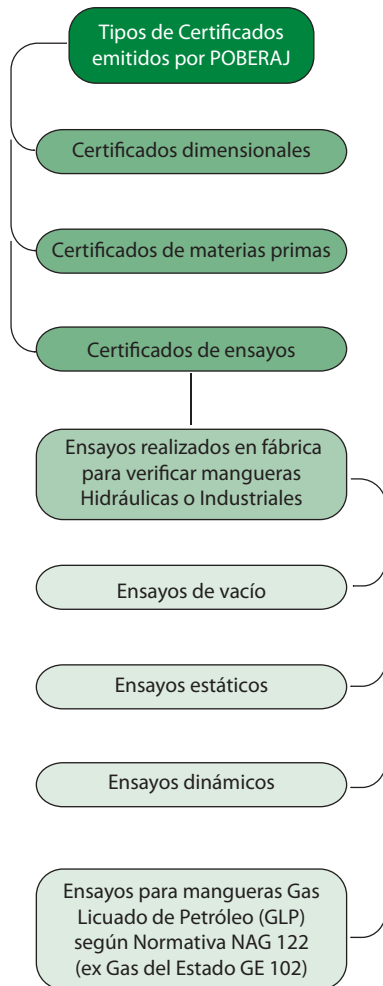 Tipos de Certificados
emitidos por POBERAJ
Certificados dimensionales
Certificados de materias primas
Certificados de ensayos
Ensayos realizados en fábrica
para verificar mangueras
Hidráulicas o Industriales
Ensayos de vacío
Ensayos estáticos
Ensayos dinámicos
Ensayos para mangueras Gas
Licuado de Petróleo (GLP)
según Normativa NAG 122
(ex Gas del Estado GE 102)